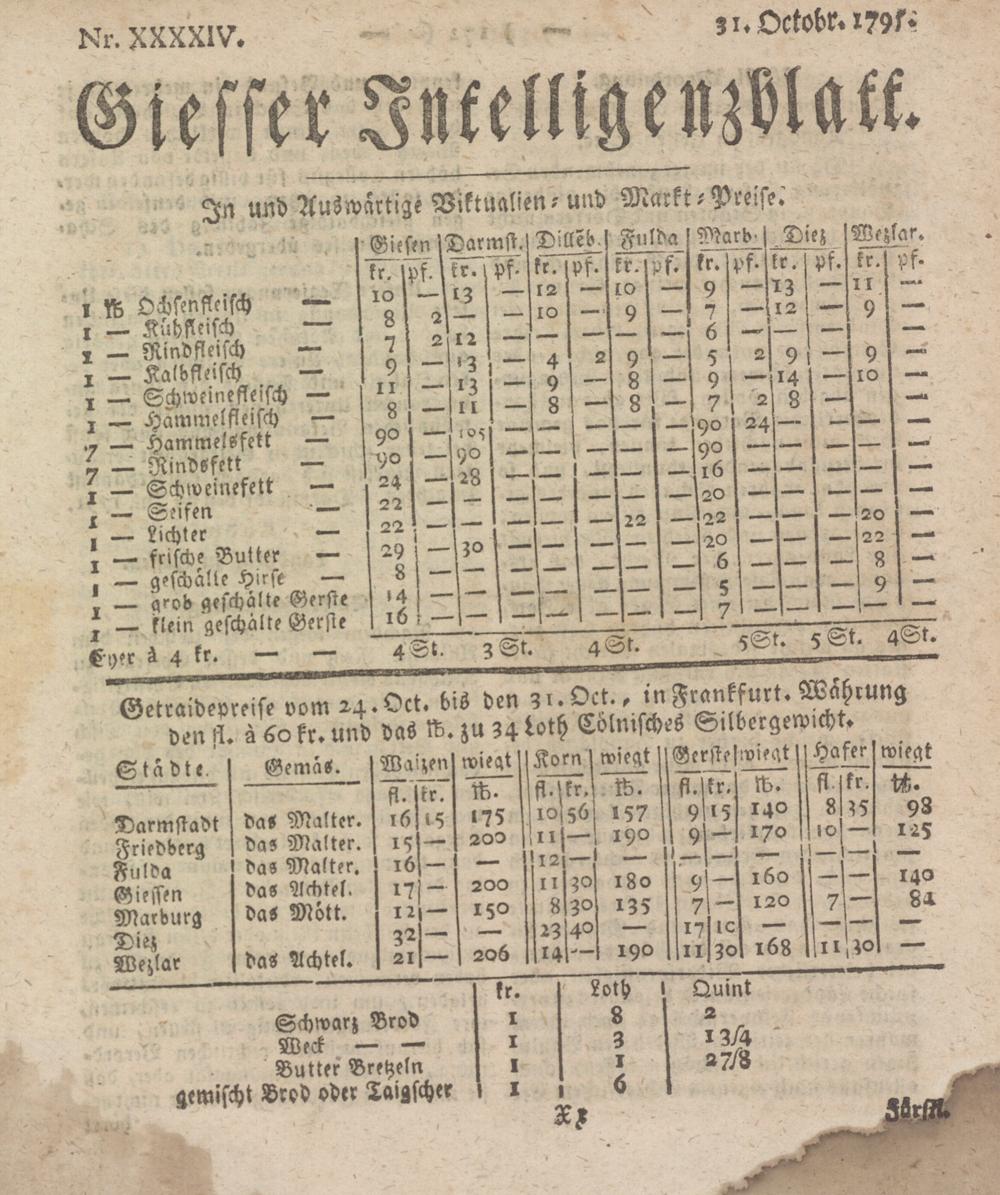 Nr. XXXXIV. 31. Octobr. 1795.
Giesser Intelligenzblatt.
In und Auswärtige Viktualien- und Markt-Preise.
Giesen Darmst. Dillēb. Fulda Marb. Diez Wezlar.
kr. pf. kr. pf. kr. pf. kr. pf. kr. pf. kr. pf. kr. pf.
1 ℔ Ochsenfleisch — 10 — 13 — 12 — 10 — 9 — 13 — 11 —
1 — Kühfleisch 8 2 — — 10 — 9 — 7 — 12 — 9 —
1 — Rindfleisch — 7 2 12 — — — — — 6 — — — — —
1 — Kalbfleisch 9 — 13 — 4 2 9 — 5 2 9 — 9 —
1 — Schweinefleisch — 11 — 13 — 9 — 8 — 9 — 14 — 10 —
1 — Hammelfleisch 8 — 11 — 8 — 8 — 7 2 8 — — —
7 — Hammelsfett — 90 — 105 — — — — — 90 24 — — — —
7 — Rindsfett — 90 — 90 — — — — — 90 — — — — —
1 — Schweinefett — 24 — 28 — — — — — 16 — — — — —
1 — Seifen 22 — — — — — — — 20 — — — — —
1 — Lichter — 22 — — — — — 22 — 22 — — — 20 —
1 — frische Butter — 29 — 30 — — — — — 20 — — — 22 —
1 — geschälte Hirse — 8 — — — — — — — 6 — — — 8 —
1 — grob geschälte Gerste 14 — — — — — — — 5 — — — 9 —
1 — klein geschälte Gerste 16 — — — — — — — 7 — — — — —
Eyer à 4 kr. — — 4 St. 3 St. 4 St. 5 St. 5 St. 4 St.
Getraidepreise vom 24. Oct. bis den 31. Oct., in Frankfurt. Währung
den fl. à 60 kr. und das ℔. zu 34 Loth Cölnisches Silbergewicht.
Städte. Gemäs. Waizen wiegt Korn wiegt Gerste wiegt Hafer wiegt
fl. kr. ℔. fl. kr. ℔. fl. kr. ℔. fl. kr. ℔.
Darmstadt das Malter. 16 15 175 10 56 157 9 15 140 8 35 98
Friedberg das Malter. 15 — 200 11 — 190 9 — 170 10 — 125
Fulda das Malter. 16 — — 12 — — — — — — — —
Giessen das Achtel. 17 — 200 11 30 180 9 — 160 — — 140
Marburg das Mött. 12 — 150 8 30 135 7 — 120 7 — 84
Diez 32 — — 23 40 — 17 10 — — — —
Wezlar das Achtel. 21 — 206 14 — 190 11 30 168 11 30 —
kr. Loth Quint
Schwarz Brod 1 8 2
Weck — — 1 3 1 3/4
Butter Bretzeln 1 1 2 7/8
gemischt Brod oder Taigscher 1 6
X x Fürstl.